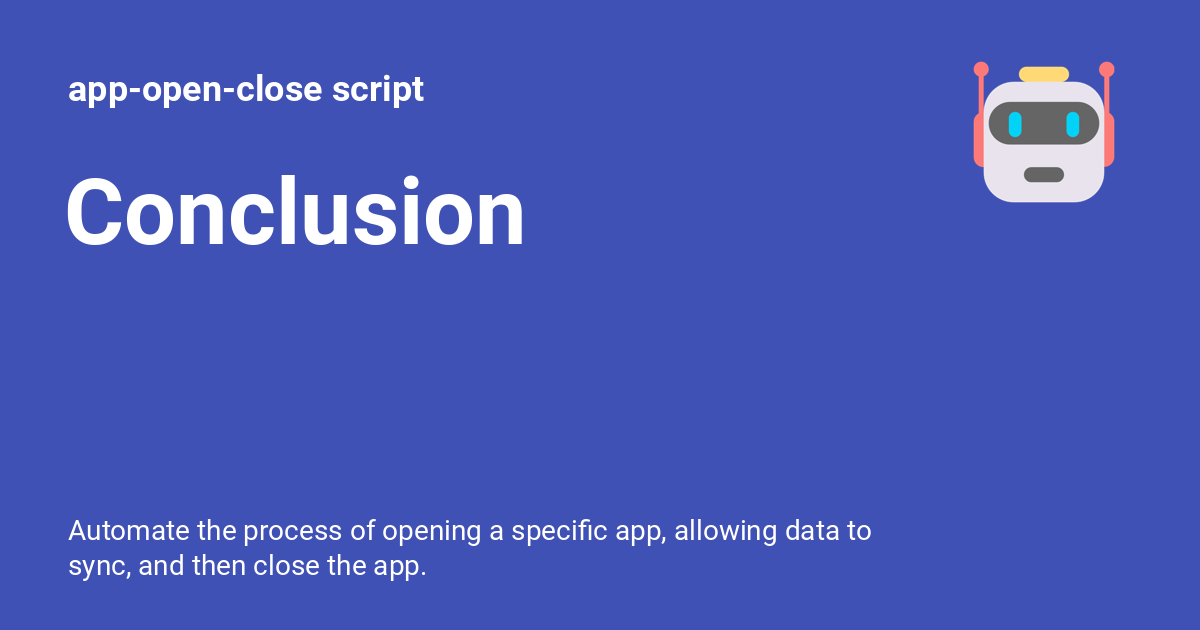 app-open-close script
Conclusion
Automate the process of opening a specific app, allowing data to
sync, and then close the app.